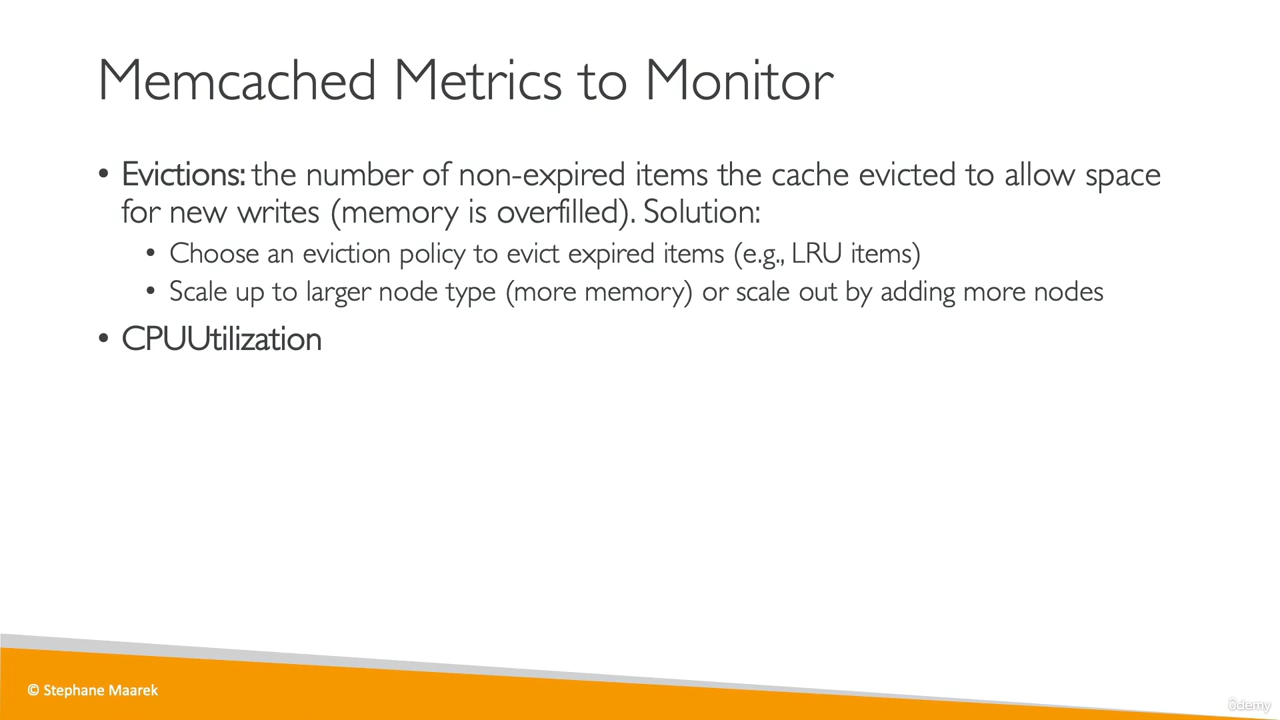 Memcached Metrics to Monitor
• Evictions: the number of non-expired items the cache evicted to allow space
for new writes (memory is overfilled). Solution:
• Choose an eviction policy to evict expired items (e.g., LRU items)
• Scale up to larger node type (more memory) or scale out by adding more nodes
• CPUUtilization
© Stephane Maarek
ûdemy